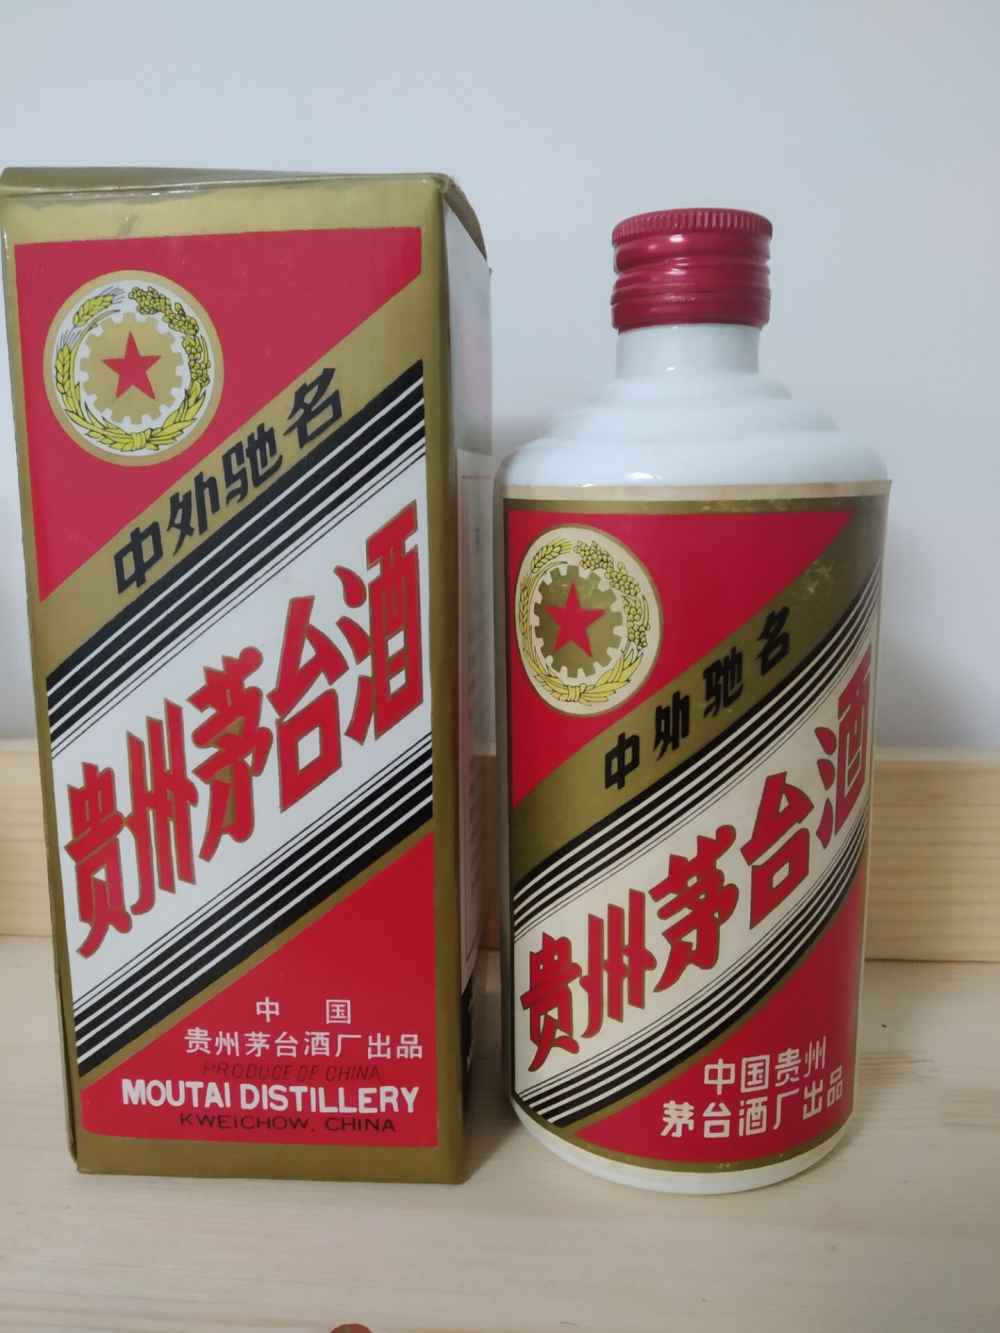 中外驰名
贵州茅台酒
中国
贵州茅台酒厂出品
PRODUCE OF CHINA
MOUTAI DISTILLERY
KWEICHOW, CHINA
中外驰名
贵州茅台酒
中国贵州
茅台酒厂出品